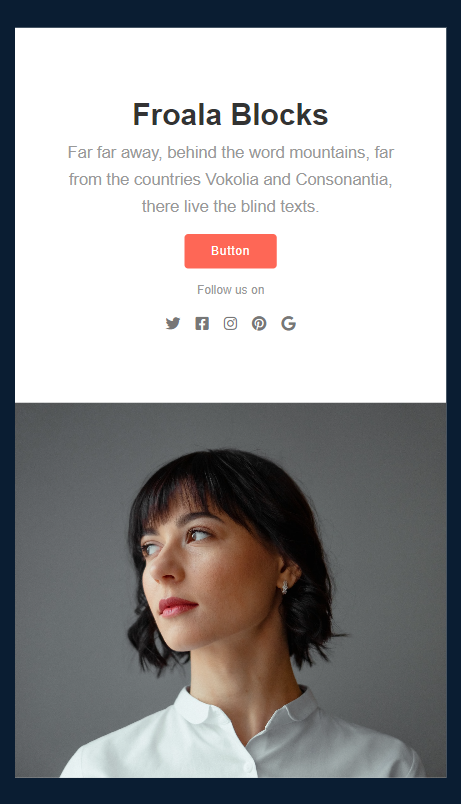 Froala Blocks
Far far away, behind the word mountains, far
from the countries Vokolia and Consonantia,
there live the blind texts.
Button
Follow us on